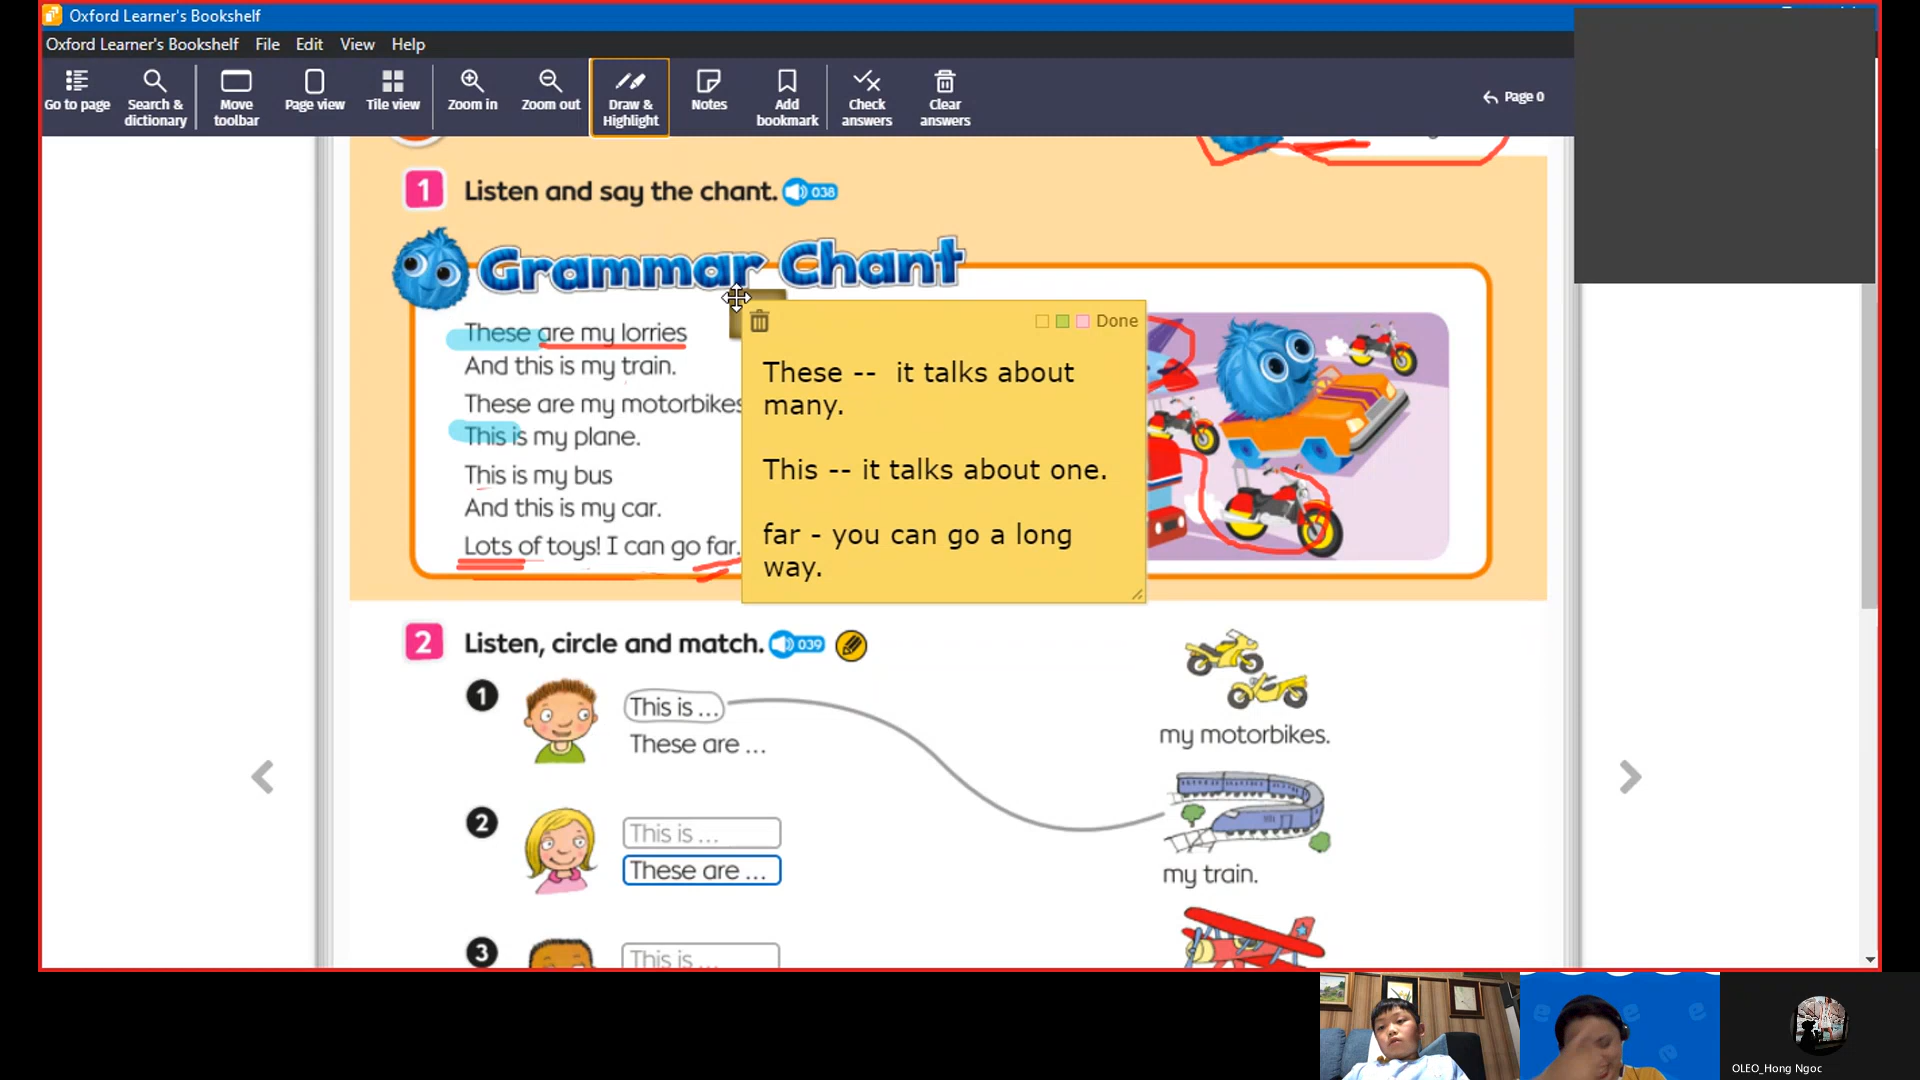 Oxford Learner's Bookshelf
Oxford Learner's Bookshelf File Edit View Help
Go to page
Search & dictionary
Move toolbar
Page view
Tile view
Zoom in
Zoom out
Draw & Highlight
Notes
Add bookmark
Check answers
Clear answers
Page 0
1 Listen and say the chant. 038
Grammar Chant
These are my lorries
And this is my train.
These are my motorbikes
This is my plane.
This is my bus
And this is my car.
Lots of toys! I can go far.
Done
These -- it talks about
many.
This -- it talks about one.
far - you can go a long
way.
2 Listen, circle and match. 039
1
This is ...
These are ...
my motorbikes.
2
This is ...
These are ...
my train.
3
This is ...
OLEO_Hong Ngoc